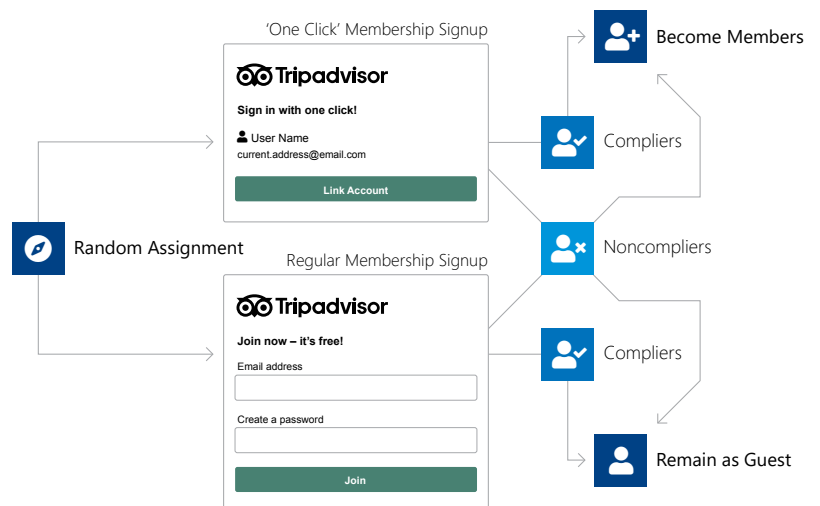 'One Click' Membership Signup
Tripadvisor
Sign in with one click!
User Name
current.address@email.com
Link Account
Become Members
Compliers
Random Assignment
Noncompliers
Regular Membership Signup
Tripadvisor
Join now – it's free!
Email address
Create a password
Join
Compliers
Remain as Guest